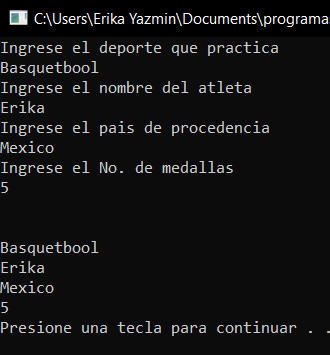 C:\Users\Erika Yazmin\Documents\programa
Ingrese el deporte que practica
Basquetbool
Ingrese el nombre del atleta
Erika
Ingrese el pais de procedencia
Mexico
Ingrese el No. de medallas
5
Basquetbool
Erika
Mexico
5
Presione una tecla para continuar . .